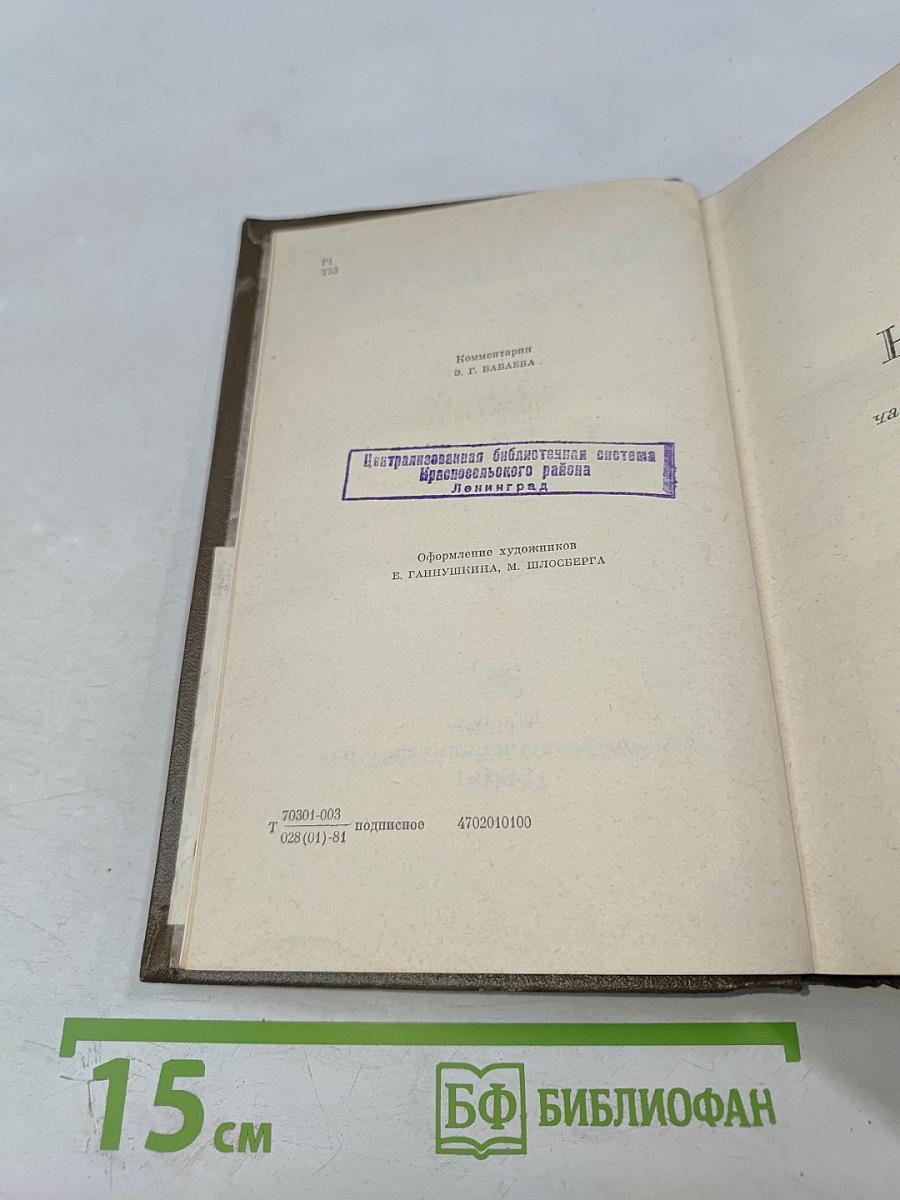 Р1
Т53
Комментарии
Э. Г. БАБАЕВА
Централизованная библиотечная система
Красносельского района
Ленинград
Оформление художников
Е. ГАННУШКИНА, М. ШЛОСБЕРГА
Т 70301-003 подписное 4702010100
028(01)-81
15 см
БФ БИБЛИОФАН